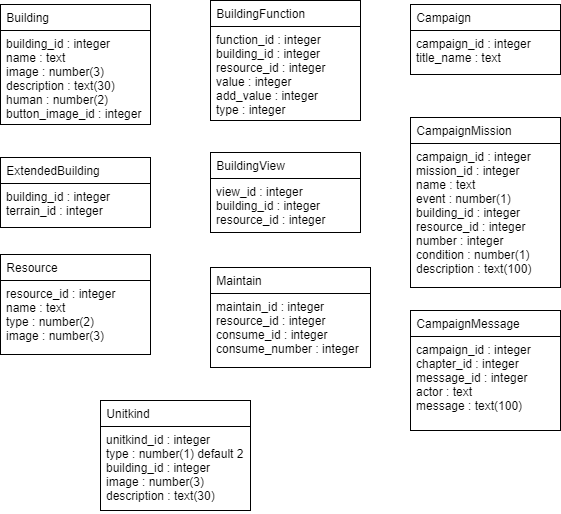 Building
building_id : integer
name : text
image : number(3)
description : text(30)
human : number(2)
button_image_id : integer
BuildingFunction
function_id : integer
building_id : integer
resource_id : integer
value : integer
add_value : integer
type : integer
Campaign
campaign_id : integer
title_name : text
ExtendedBuilding
building_id : integer
terrain_id : integer
BuildingView
view_id : integer
building_id : integer
resource_id : integer
CampaignMission
campaign_id : integer
mission_id : integer
name : text
event : number(1)
building_id : integer
resource_id : integer
number : integer
condition : number(1)
description : text(100)
Resource
resource_id : integer
name : text
type : number(2)
image : number(3)
Maintain
maintain_id : integer
resource_id : integer
consume_id : integer
consume_number : integer
CampaignMessage
campaign_id : integer
chapter_id : integer
message_id : integer
actor : text
message : text(100)
Unitkind
unitkind_id : integer
type : number(1) default 2
building_id : integer
image : number(3)
description : text(30)